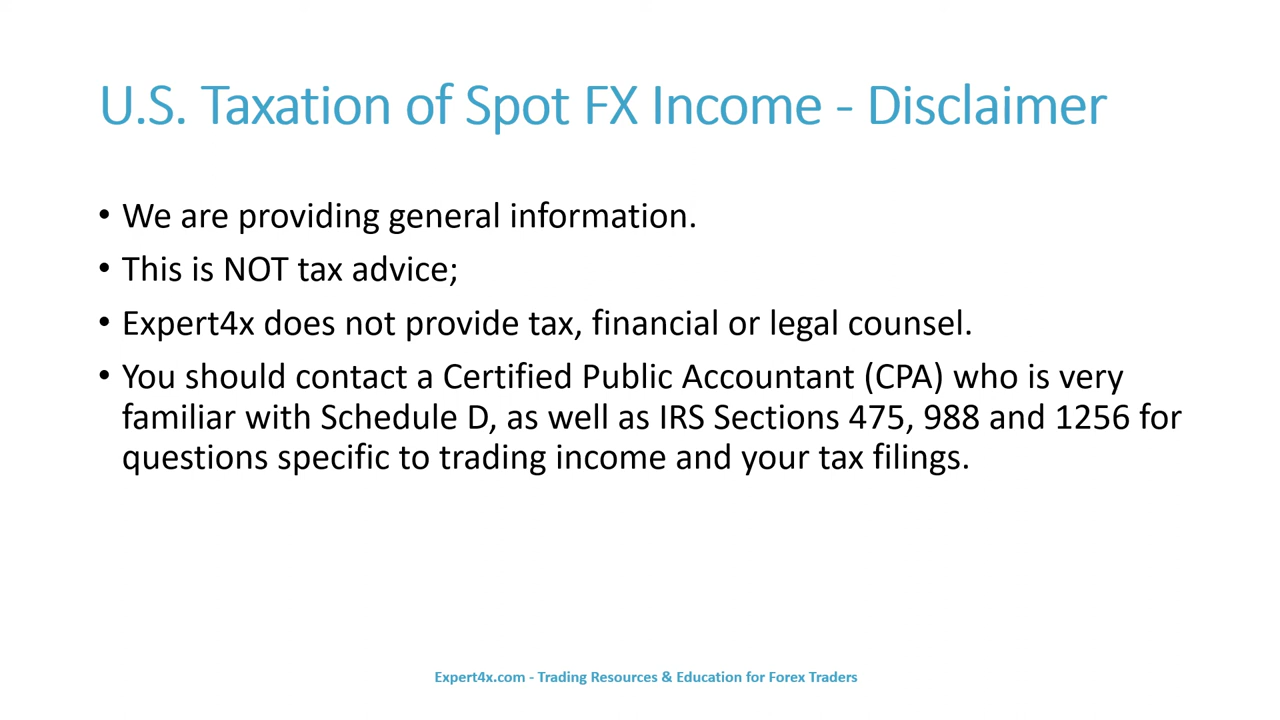 U.S. Taxation of Spot FX Income - Disclaimer
• We are providing general information.
• This is NOT tax advice;
• Expert4x does not provide tax, financial or legal counsel.
• You should contact a Certified Public Accountant (CPA) who is very
familiar with Schedule D, as well as IRS Sections 475, 988 and 1256 for
questions specific to trading income and your tax filings.
Expert4x.com - Trading Resources & Education for Forex Traders